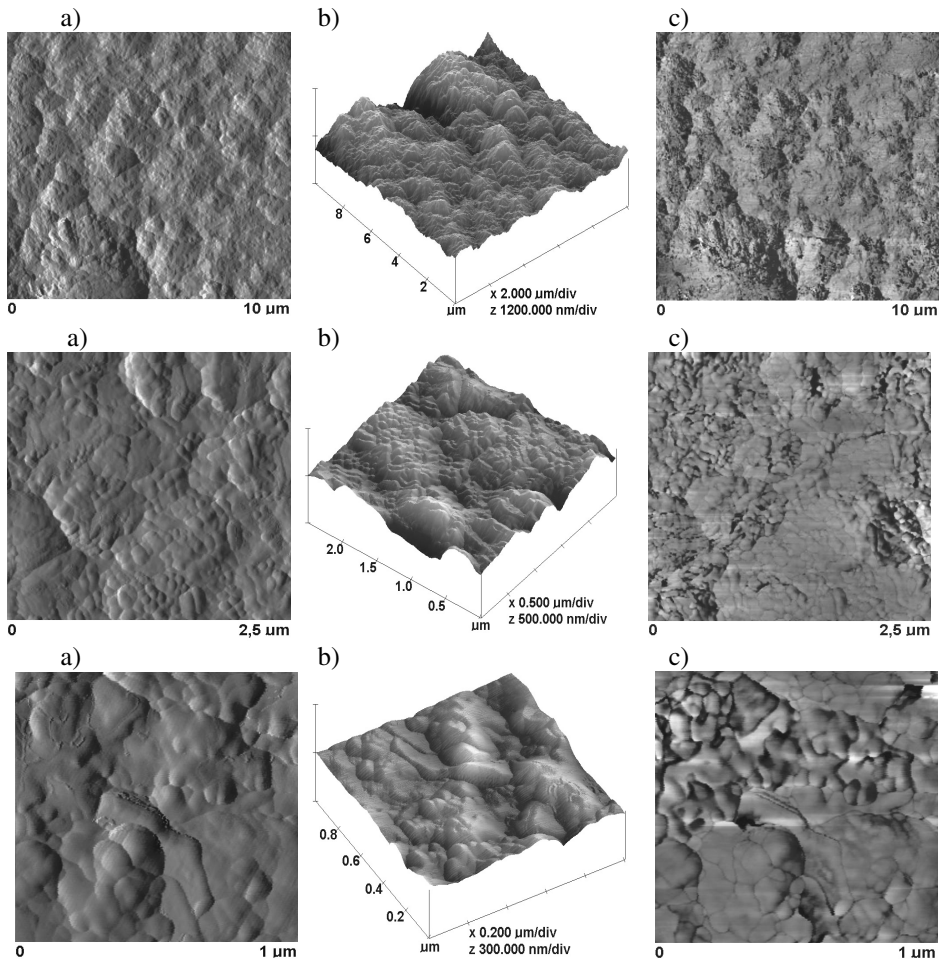 a) b) c)
8
6
4
2
µm
x 2.000 µm/div
z 1200.000 nm/div
0 10 µm
0 10 µm
a) b) c)
2.0
1.5
1.0
0.5
µm
x 0.500 µm/div
z 500.000 nm/div
0 2,5 µm
0 2,5 µm
a) b) c)
0.8
0.6
0.4
0.2
µm
x 0.200 µm/div
z 300.000 nm/div
0 1 µm
0 1 µm